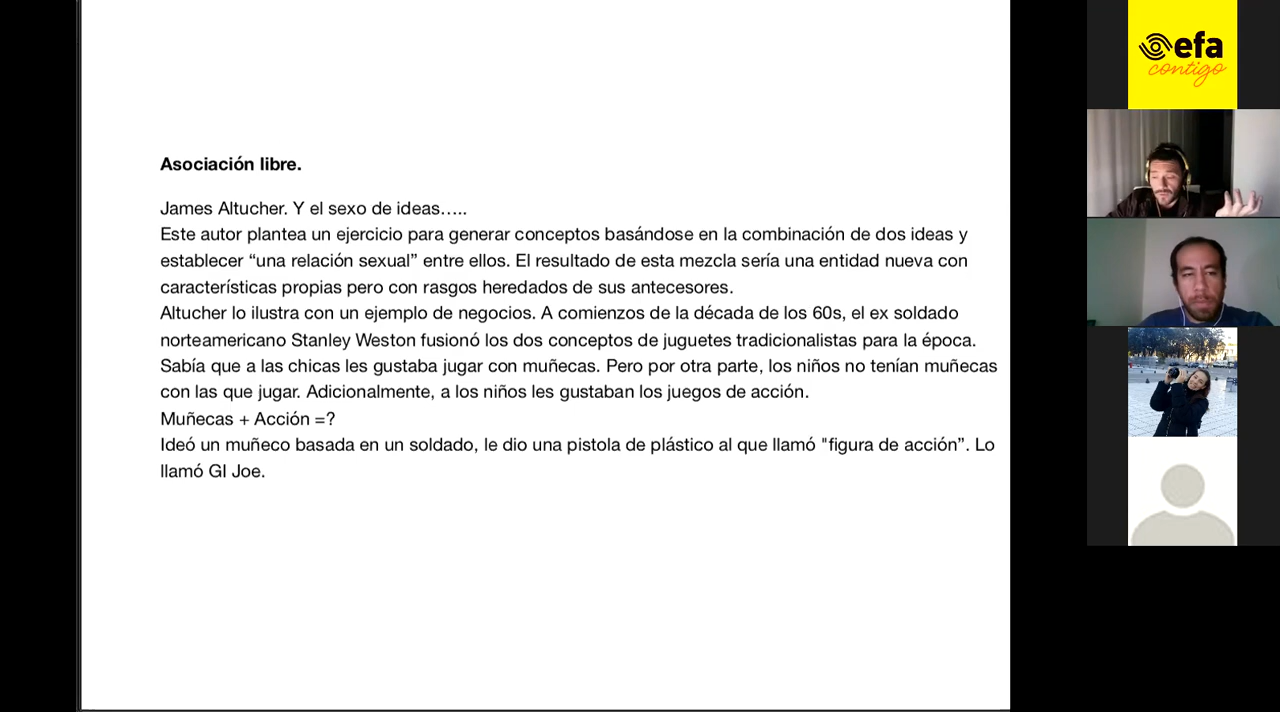 Asociación libre.
James Altucher. Y el sexo de ideas…..
Este autor plantea un ejercicio para generar conceptos basándose en la combinación de dos ideas y
establecer “una relación sexual” entre ellos. El resultado de esta mezcla sería una entidad nueva con
características propias pero con rasgos heredados de sus antecesores.
Altucher lo ilustra con un ejemplo de negocios. A comienzos de la década de los 60s, el ex soldado
norteamericano Stanley Weston fusionó los dos conceptos de juguetes tradicionalistas para la época.
Sabía que a las chicas les gustaba jugar con muñecas. Pero por otra parte, los niños no tenían muñecas
con las que jugar. Adicionalmente, a los niños les gustaban los juegos de acción.
Muñecas + Acción =?
Ideó un muñeco basada en un soldado, le dio una pistola de plástico al que llamó "figura de acción”. Lo
llamó GI Joe.
efa
contigo